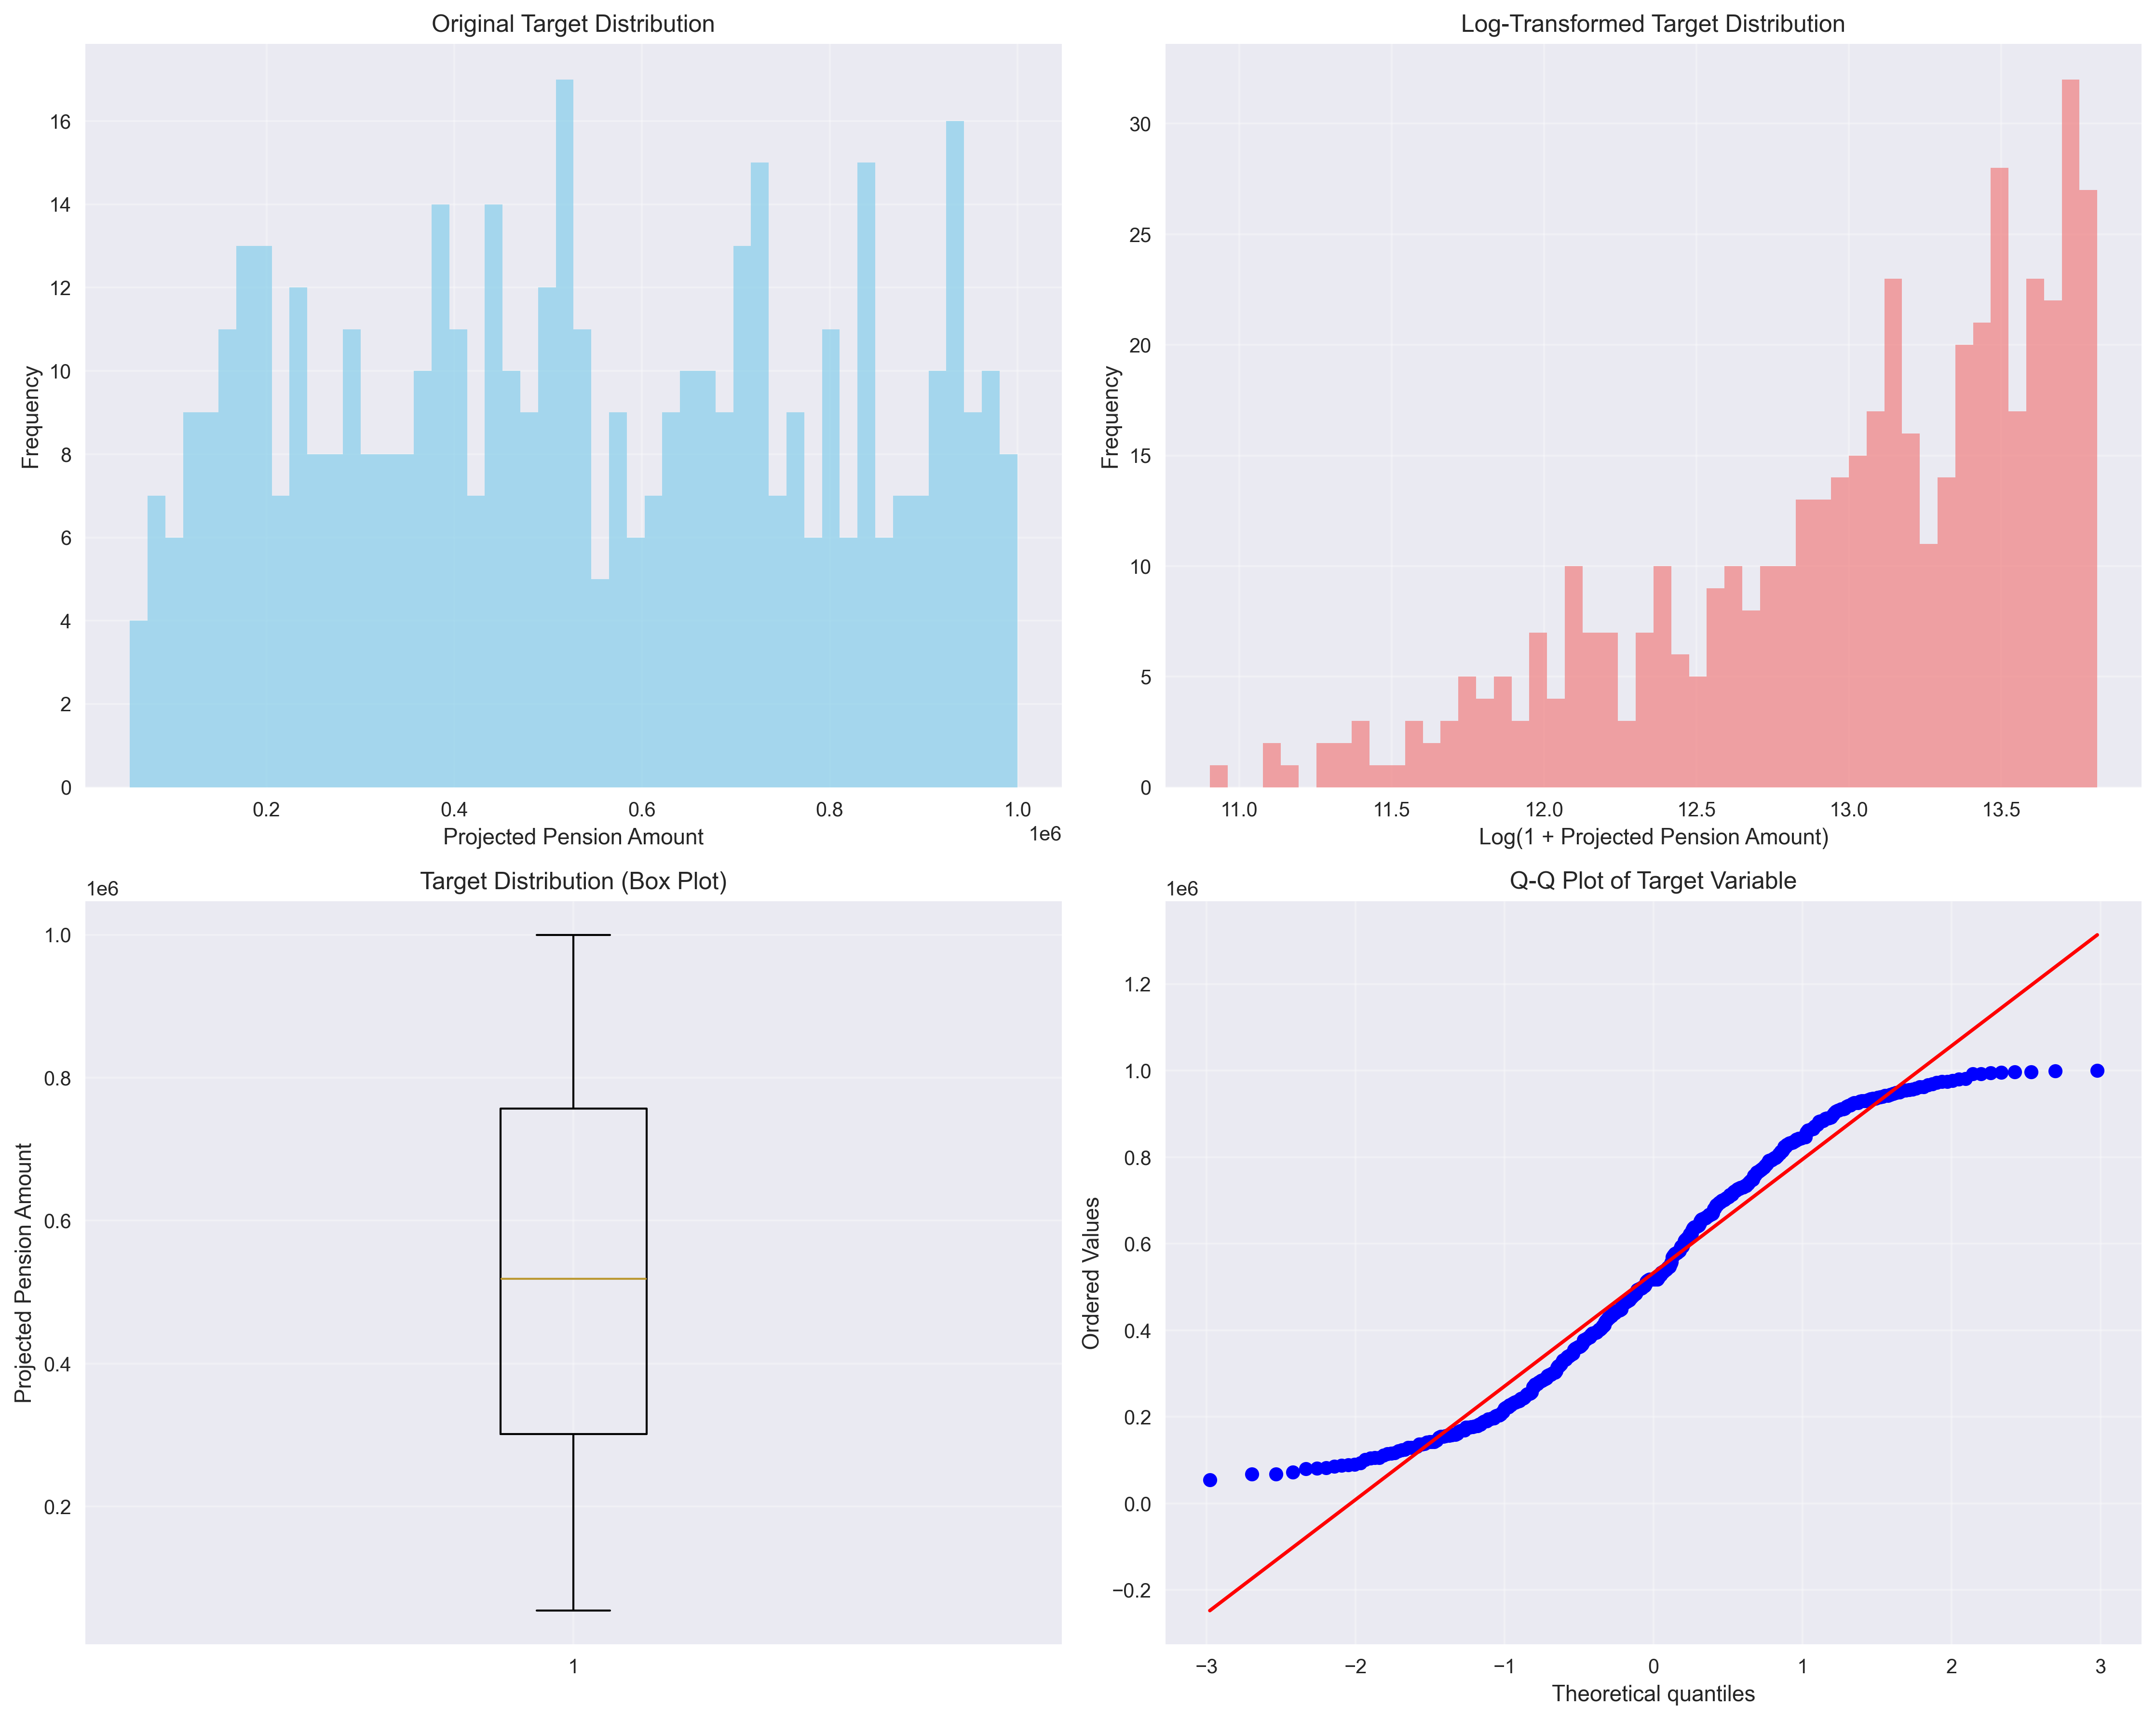 Original Target Distribution
Frequency
16
14
12
10
8
6
4
2
0
0.2 0.4 0.6 0.8 1.0
1e6
Projected Pension Amount
Log-Transformed Target Distribution
Frequency
30
25
20
15
10
5
0
11.0 11.5 12.0 12.5 13.0 13.5
Log(1 + Projected Pension Amount)
Target Distribution (Box Plot)
1e6
Projected Pension Amount
1.0
0.8
0.6
0.4
0.2
1
Q-Q Plot of Target Variable
1e6
Ordered Values
1.2
1.0
0.8
0.6
0.4
0.2
0.0
−0.2
−3 −2 −1 0 1 2 3
Theoretical quantiles